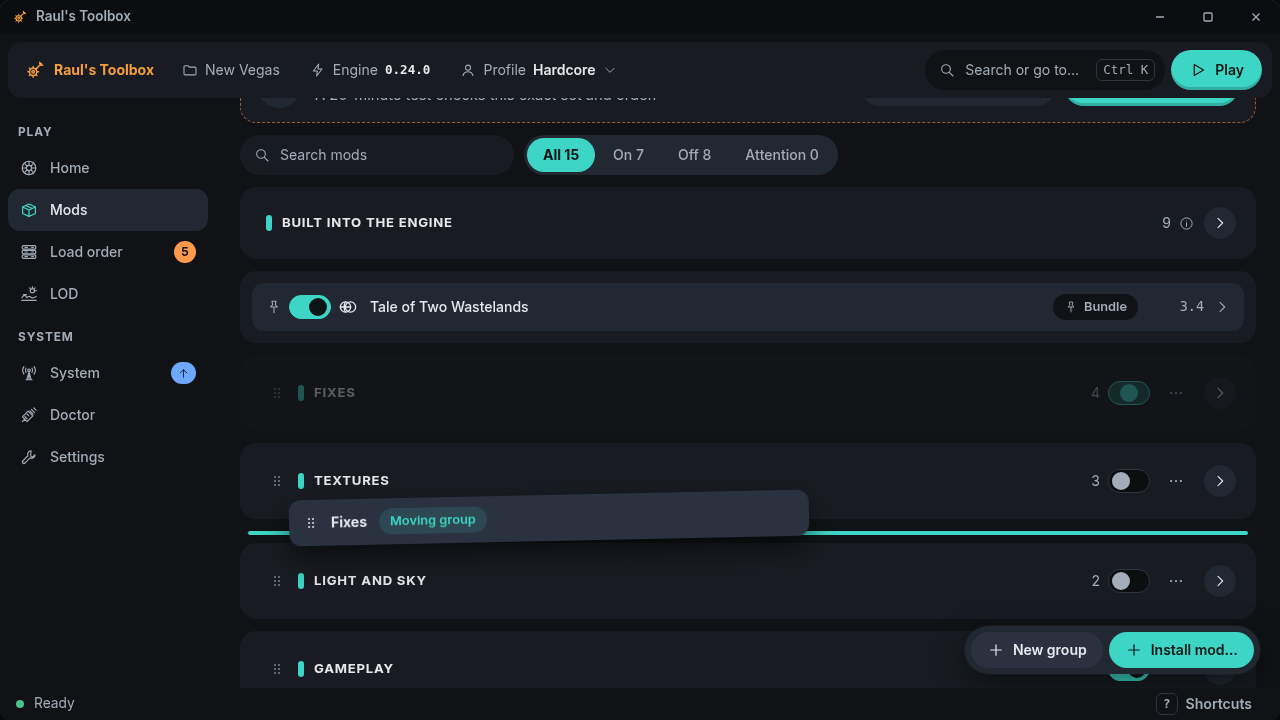 Raul's Toolbox
Raul's Toolbox
New Vegas
Engine 0.24.0
Profile Hardcore
Search or go to...
Ctrl K
Play
PLAY
Home
Mods
Load order
5
LOD
SYSTEM
System
Doctor
Settings
Search mods
All 15
On 7
Off 8
Attention 0
BUILT INTO THE ENGINE
9
Tale of Two Wastelands
Bundle
3.4
FIXES
4
TEXTURES
3
Fixes
Moving group
LIGHT AND SKY
2
GAMEPLAY
New group
Install mod...
Ready
?
Shortcuts